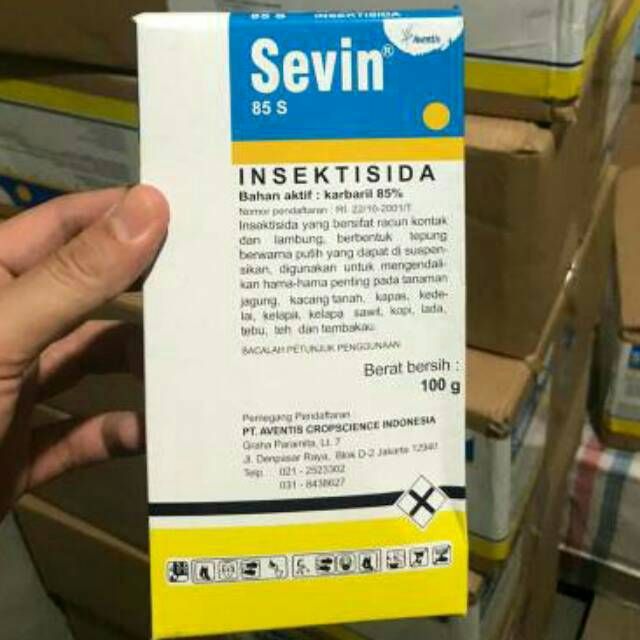 85 S INSEKTISIDA
Aventis
Sevin®
85 S
INSEKTISIDA
Bahan aktif : karbaril 85%
Nomor pendaftaran : RI. 22/10-2001/T
Insektisida yang bersifat racun kontak
dan lambung, berbentuk tepung
berwarna putih yang dapat di suspen-
sikan, digunakan untuk mengendali-
kan hama-hama penting pada tanaman
jagung, kacang tanah, kapas, kede-
lai, kelapa, kelapa sawit, kopi, lada,
tebu, teh dan tembakau.
BACALAH PETUNJUK PENGGUNAAN
Berat bersih :
100 g
Pemegang Pendaftaran
PT. AVENTIS CROPSCIENCE INDONESIA
Graha Paramita, Lt. 7
Jl. Denpasar Raya, Blok D-2 Jakarta 12940
Telp. 021 - 2523302
031 - 8438627